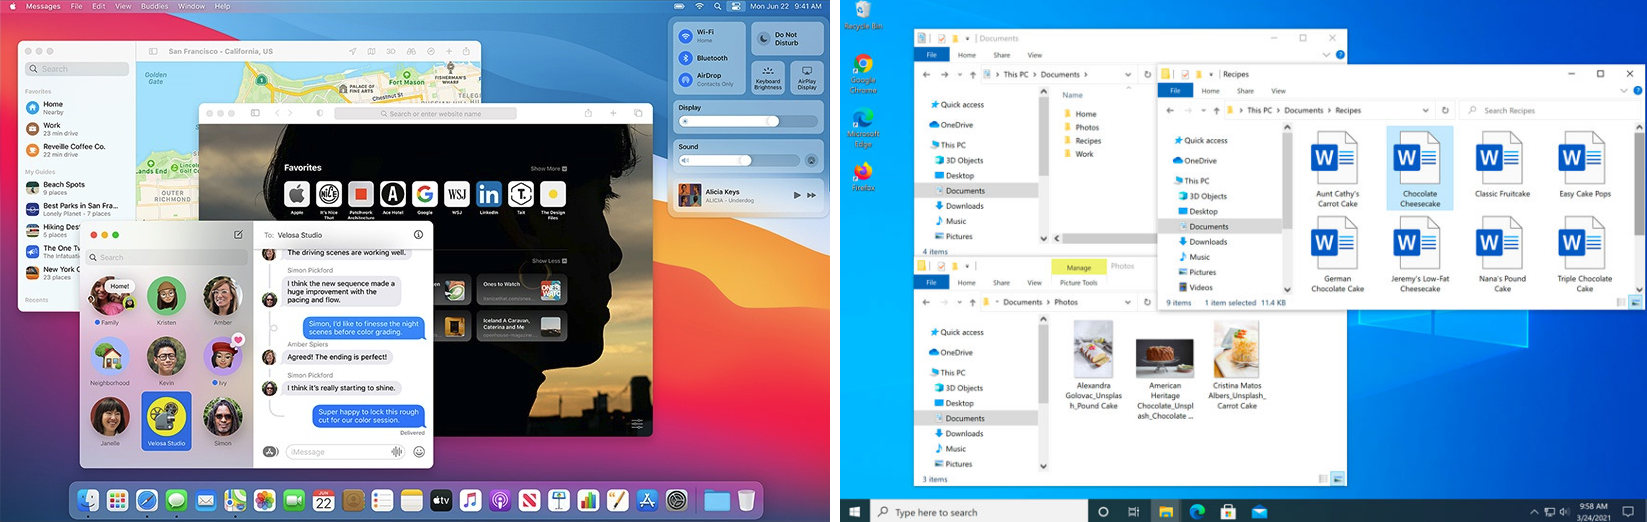 Messages File Edit View Buddies Window Help
Mon Jun 22 9:41 AM
San Francisco - California, US
3D
Search
Favorites
Home
Nearby
Work
23 min drive
Reveille Coffee Co.
22 min drive
My Guides
Beach Spots
9 places
Best Parks in San Fra...
Lonely Planet - 7 places
Hiking Dest
5 places
The One Tw
The Infatuati
New York C
23 places
Recents
Golden
Gate
Fort Mason
PALACE OF
FINE ARTS
Chestnut St
FISHERMAN'S
WHARF
Lands End
Lincoln
OUTER
RICHMOND
Search or enter website name
Favorites
Show More
Apple
It's Nice
That
Patchwork
Architecture
Ace Hotel
Google
WSJ
WSJ
LinkedIn
Tait
The Design
Files
Show Less
Ones to Watch
Iceland A Caravan,
Caterina and Me
Search
Home!
Family
Kristen
Amber
Neighborhood
Kevin
Ivy
Janelle
Velosa Studio
Simon
To: Velosa Studio
The driving scenes are working well.
Simon Pickford
I think the new sequence made a
huge improvement with the
pacing and flow.
Simon, I'd like to finesse the night
scenes before color grading.
Amber Spiers
Agreed! The ending is perfect!
Simon Pickford
I think it's really starting to shine.
Super happy to lock this rough
cut for our color session.
Delivered
iMessage
Wi-Fi
Home
Bluetooth
AirDrop
Contacts Only
Do Not
Disturb
Keyboard
Brightness
AirPlay
Display
Display
Sound
Alicia Keys
ALICIA - Underdog
JUN
22
tv
Recycle Bin
Google
Chrome
Microsoft
Edge
Firefox
Documents
File Home Share View
This PC > Documents >
Quick access
OneDrive
This PC
3D Objects
Desktop
Documents
Downloads
Music
Pictures
Name
Home
Photos
Recipes
Work
4 items
Manage
Photos
File Home Share View Picture Tools
Documents > Photos
Quick access
OneDrive
This PC
3D Objects
Desktop
Documents
Downloads
Music
Pictures
Alexandra
Golovac_Unsplas
h_Pound Cake
American
Heritage
Chocolate_Unspl
ash_Chocolate ...
Cristina Matos
Albers_Unsplash_
Carrot Cake
3 items
Recipes
File Home Share View
This PC > Documents > Recipes
Search Recipes
Quick access
OneDrive
This PC
3D Objects
Desktop
Documents
Downloads
Music
Pictures
Videos
Aunt Cathy's
Carrot Cake
Chocolate
Cheesecake
Classic Fruitcake
Easy Cake Pops
German
Chocolate Cake
Jeremy's Low-Fat
Cheesecake
Nana's Pound
Cake
Triple Chocolate
Cake
9 items 1 item selected 11.4 KB
Type here to search
9:58 AM
3/24/2021